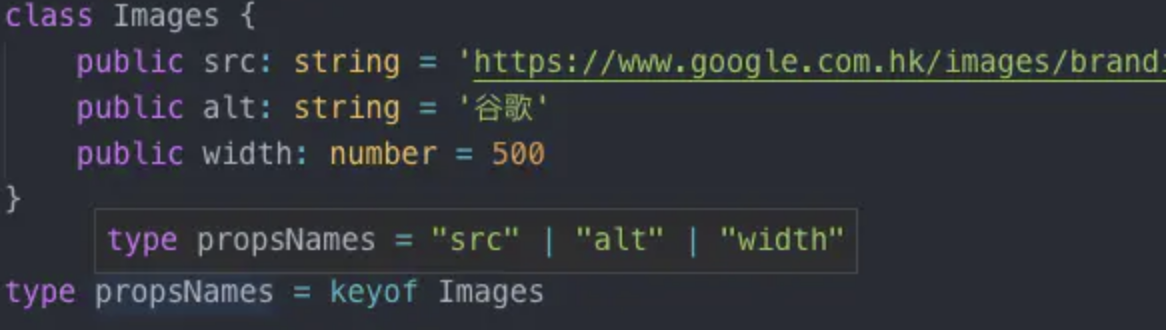 class Images {
public src: string = 'https://www.google.com.hk/images/brandi
public alt: string = '谷歌'
public width: number = 500
}
type propsNames = "src" | "alt" | "width"
type propsNames = keyof Images